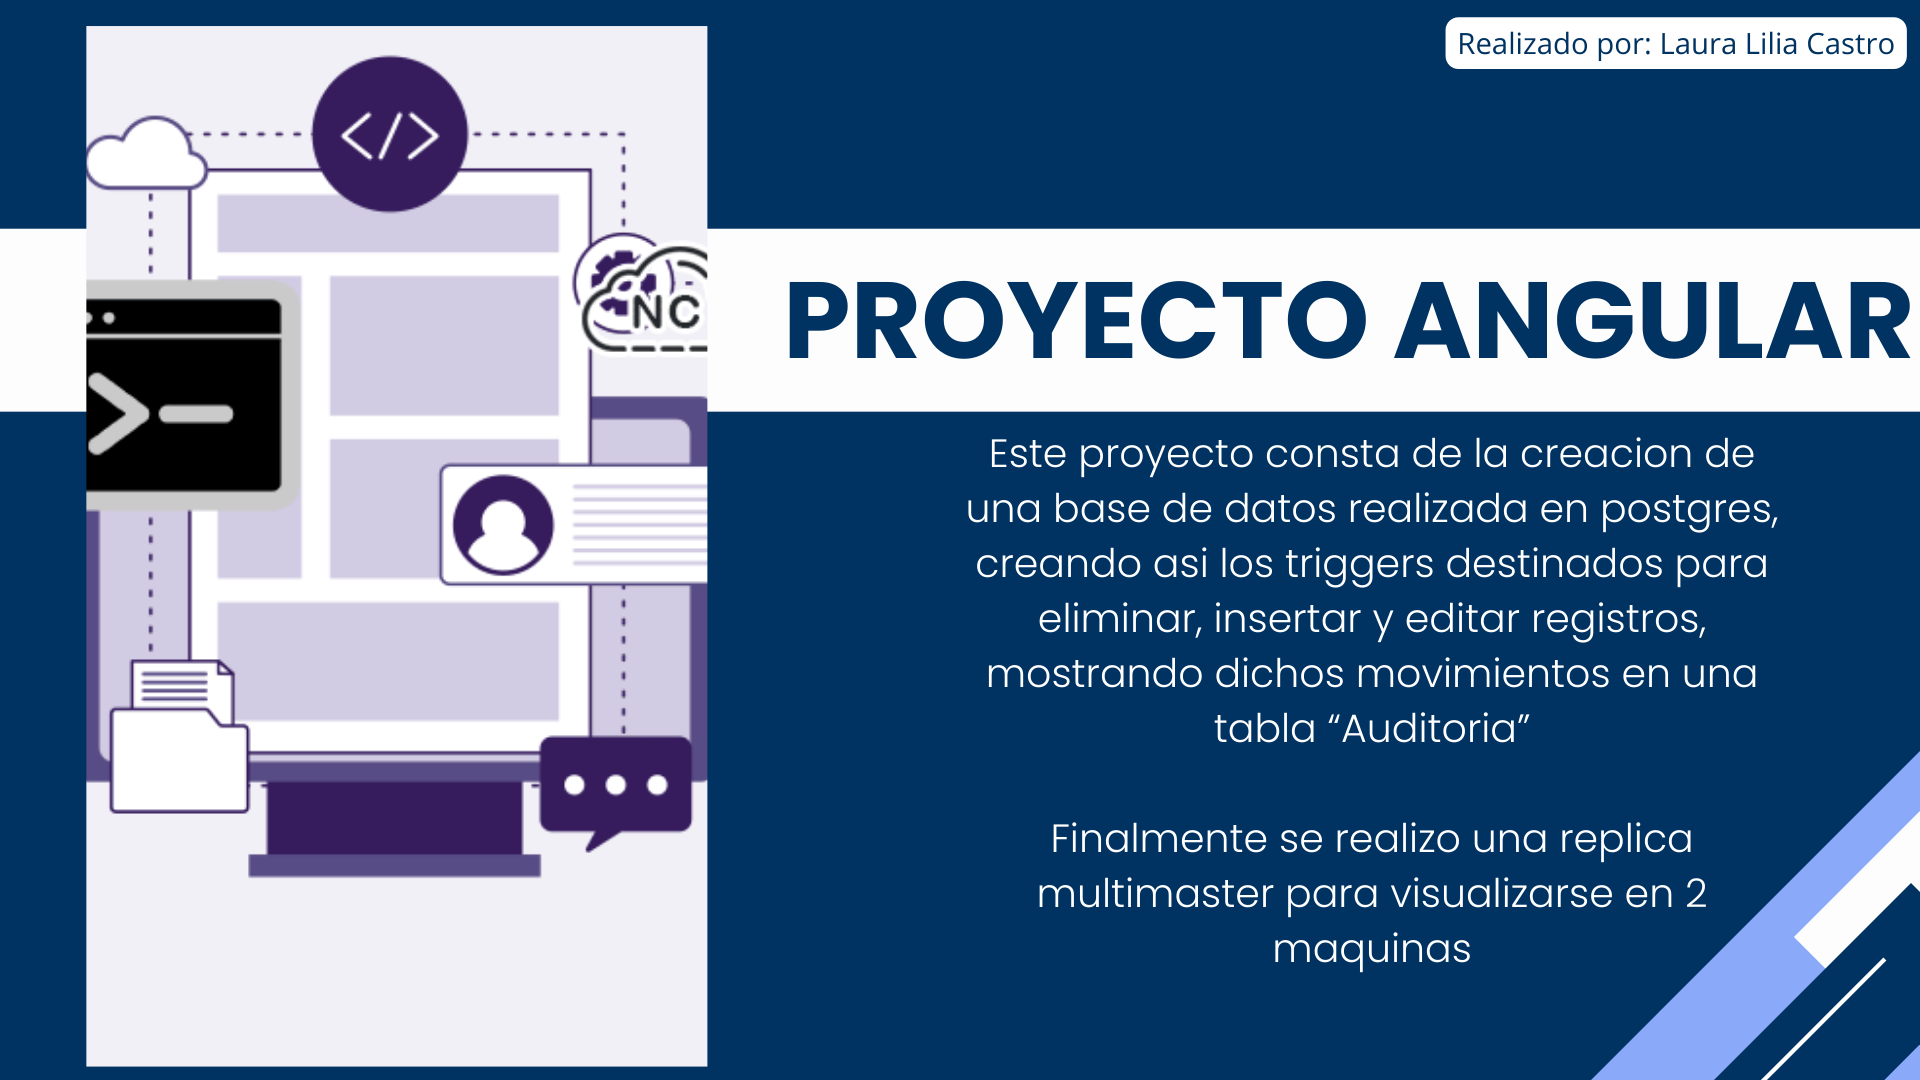 Realizado por: Laura Lilia Castro
</>
NC
>-
PROYECTO ANGULAR
Este proyecto consta de la creacion de
una base de datos realizada en postgres,
creando asi los triggers destinados para
eliminar, insertar y editar registros,
mostrando dichos movimientos en una
tabla “Auditoria”
Finalmente se realizo una replica
multimaster para visualizarse en 2
maquinas